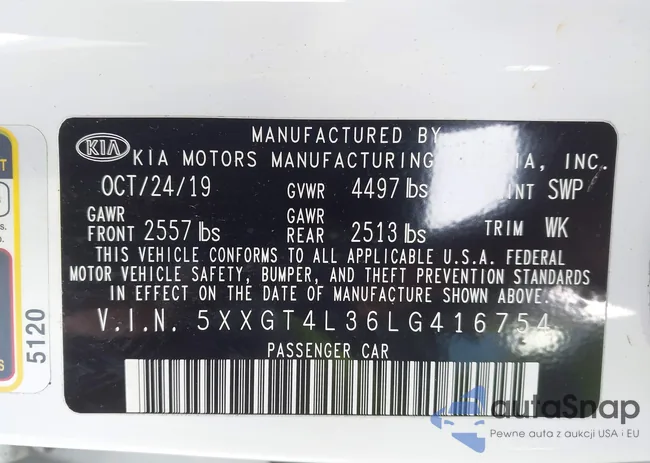 MANUFACTURED BY
KIA KIA MOTORS MANUFACTURING INC.
OCT/24/19 GVWR 4497 lbs SWP
GAWR FRONT 2557 lbs GAWR REAR 2513 lbs TRIM WK
THIS VEHICLE CONFORMS TO ALL APPLICABLE U.S.A. FEDERAL
MOTOR VEHICLE SAFETY, BUMPER, AND THEFT PREVENTION STANDARDS
IN EFFECT ON THE DATE OF MANUFACTURE SHOWN ABOVE.
V.I.N. 5XXGT4L36LG416754
PASSENGER CAR
5120
autaSnap
Pewne auta z aukcji USA i EU